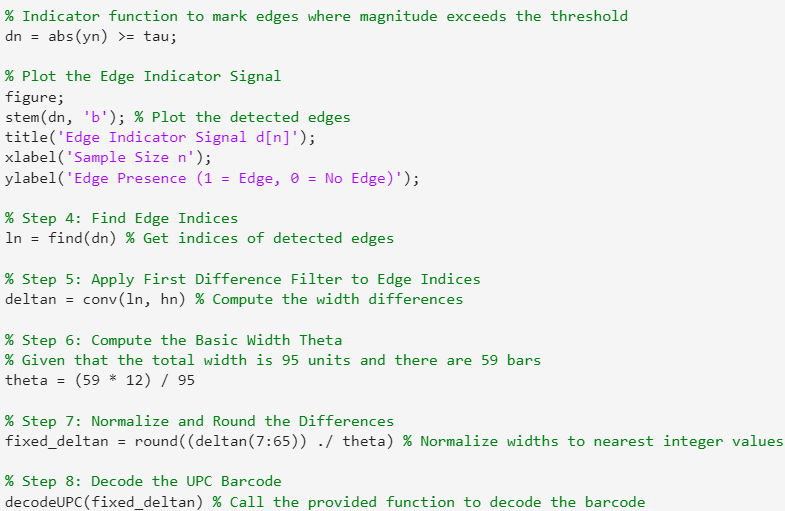 % Indicator function to mark edges where magnitude exceeds the threshold
dn = abs(yn) >= tau;
% Plot the Edge Indicator Signal
figure;
stem(dn, 'b'); % Plot the detected edges
title('Edge Indicator Signal d[n]');
xlabel('Sample Size n');
ylabel('Edge Presence (1 = Edge, 0 = No Edge)');
% Step 4: Find Edge Indices
ln = find(dn) % Get indices of detected edges
% Step 5: Apply First Difference Filter to Edge Indices
deltan = conv(ln, hn) % Compute the width differences
% Step 6: Compute the Basic Width Theta
% Given that the total width is 95 units and there are 59 bars
theta = (59 * 12) / 95
% Step 7: Normalize and Round the Differences
fixed_deltan = round((deltan(7:65)) ./ theta) % Normalize widths to nearest integer values
% Step 8: Decode the UPC Barcode
decodeUPC(fixed_deltan) % Call the provided function to decode the barcode